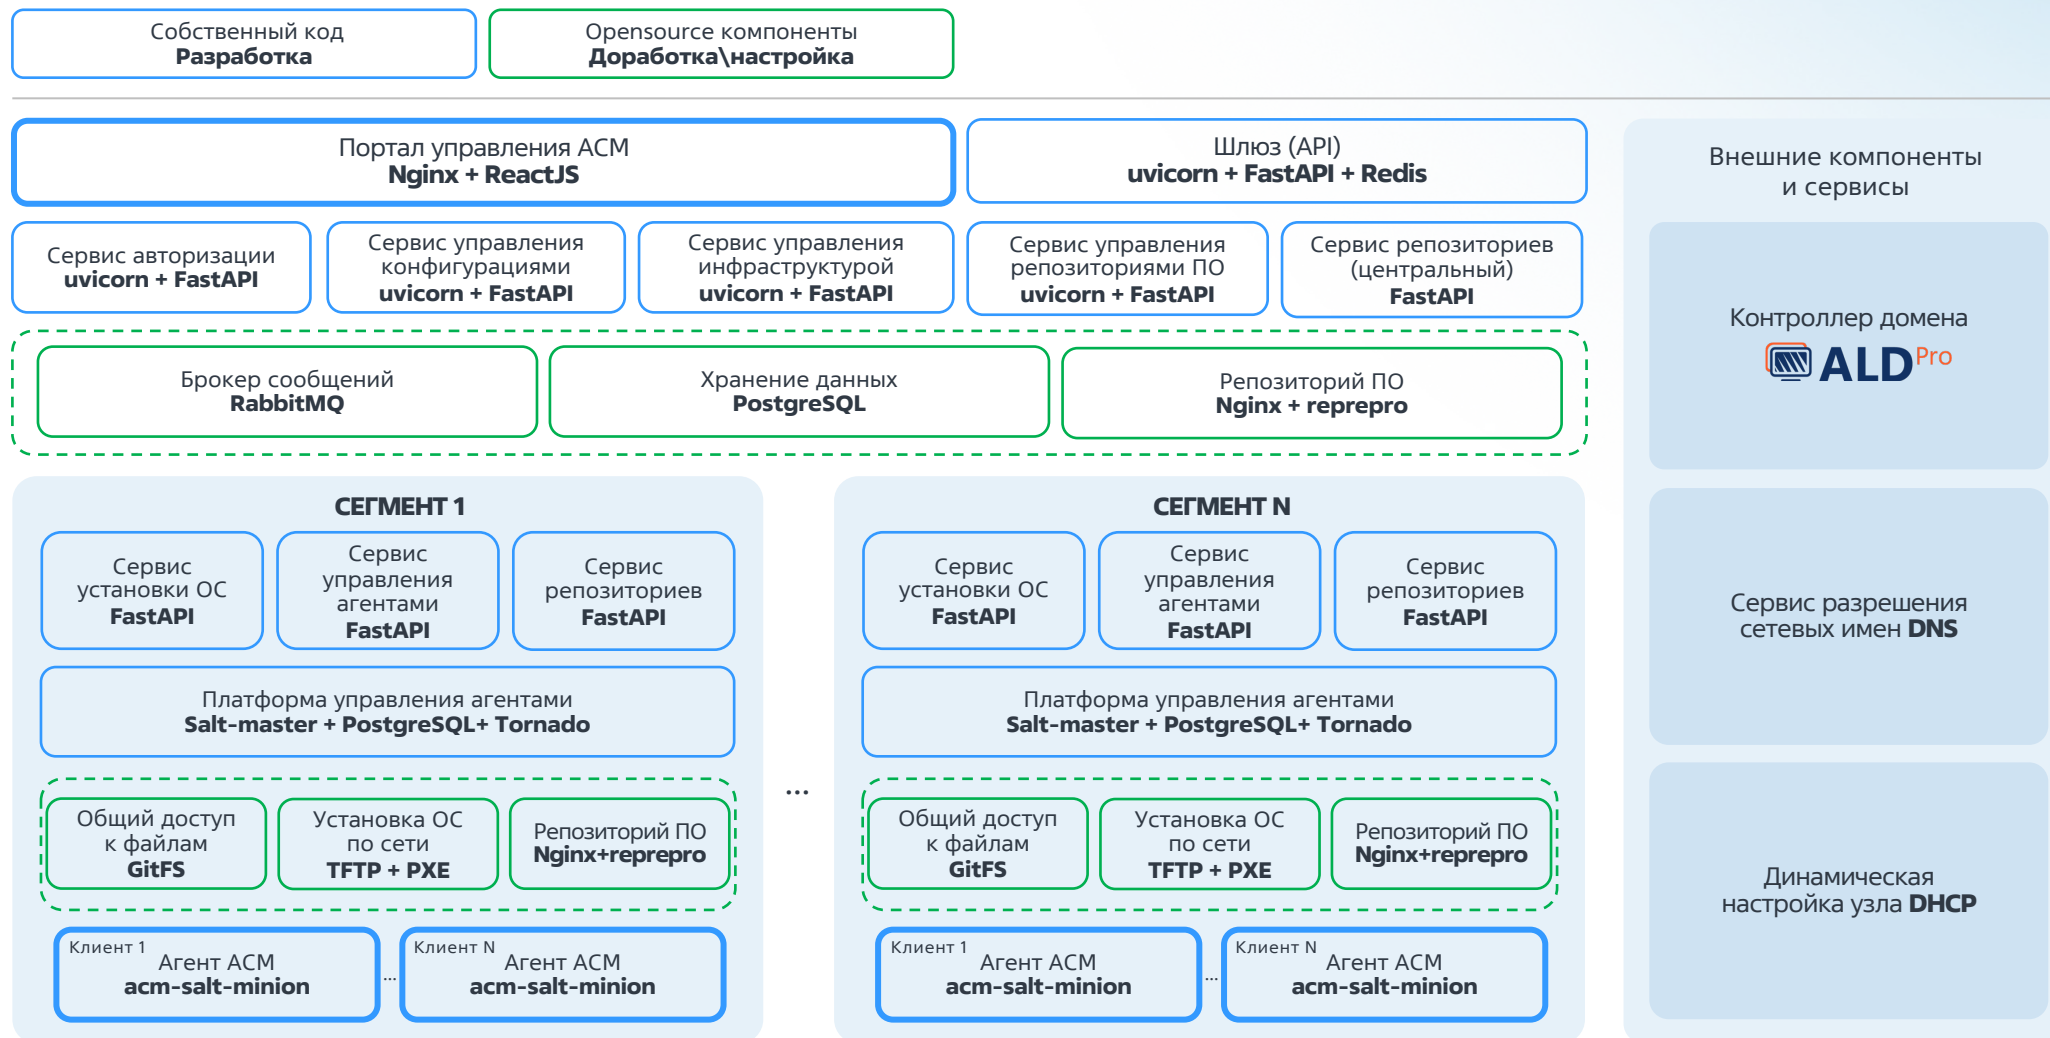 Собственный код
Разработка
Opensource компоненты
Доработка\настройка
Портал управления ACM
Nginx + ReactJS
Шлюз (API)
uvicorn + FastAPI + Redis
Сервис авторизации
uvicorn + FastAPI
Сервис управления
конфигурациями
uvicorn + FastAPI
Сервис управления
инфраструктурой
uvicorn + FastAPI
Сервис управления
репозиториями ПО
uvicorn + FastAPI
Сервис репозиториев
(центральный)
FastAPI
Брокер сообщений
RabbitMQ
Хранение данных
PostgreSQL
Репозиторий ПО
Nginx + reprepro
СЕГМЕНТ 1
Сервис
установки ОС
FastAPI
Сервис
управления
агентами
FastAPI
Сервис
репозиториев
FastAPI
Платформа управления агентами
Salt-master + PostgreSQL+ Tornado
Общий доступ
к файлам
GitFS
Установка ОС
по сети
TFTP + PXE
Репозиторий ПО
Nginx+reprepro
Клиент 1
Агент ACM
acm-salt-minion
...
Клиент N
Агент ACM
acm-salt-minion
...
СЕГМЕНТ N
Сервис
установки ОС
FastAPI
Сервис
управления
агентами
FastAPI
Сервис
репозиториев
FastAPI
Платформа управления агентами
Salt-master + PostgreSQL+ Tornado
Общий доступ
к файлам
GitFS
Установка ОС
по сети
TFTP + PXE
Репозиторий ПО
Nginx+reprepro
Клиент 1
Агент ACM
acm-salt-minion
...
Клиент N
Агент ACM
acm-salt-minion
Внешние компоненты
и сервисы
Контроллер домена
ALD Pro
Сервис разрешения
сетевых имен DNS
Динамическая
настройка узла DHCP